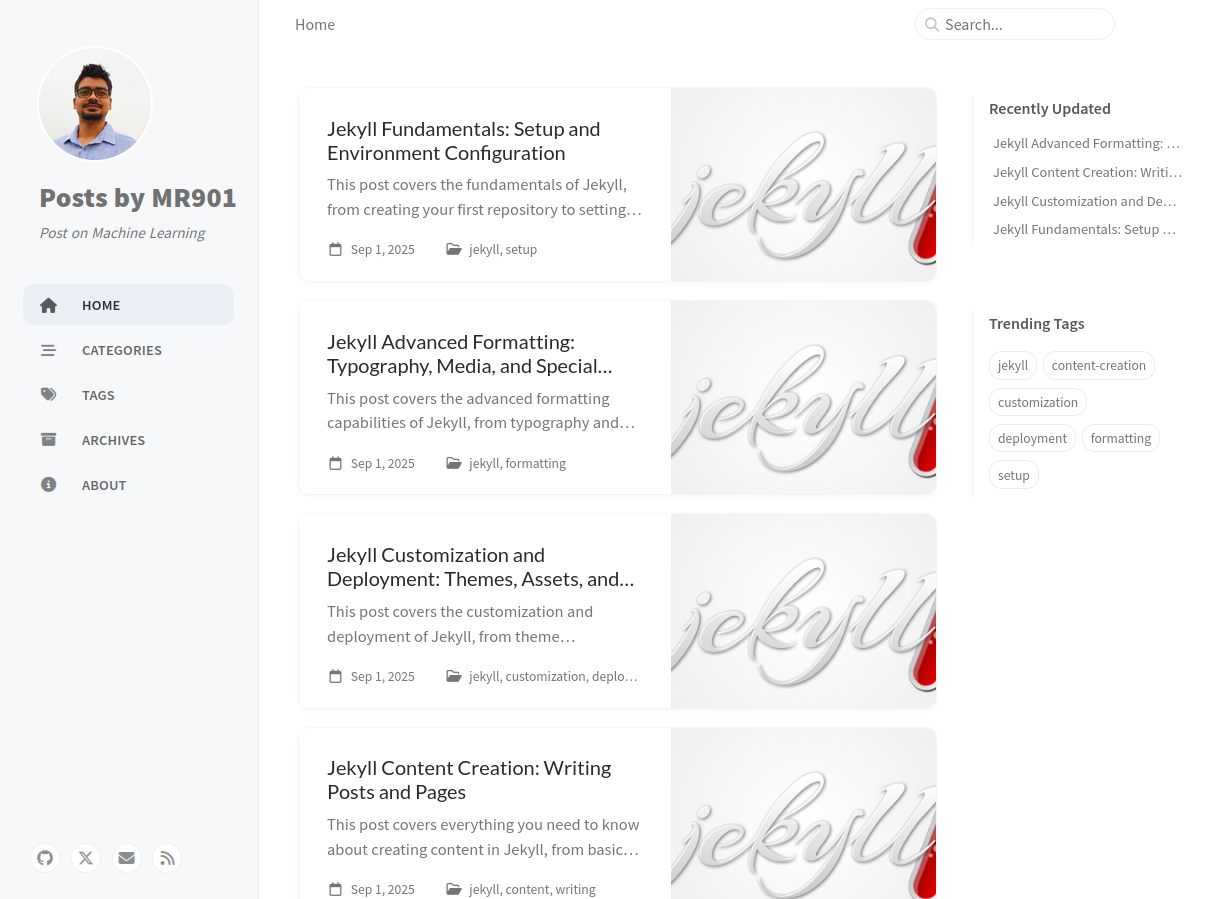 Posts by MR901
Post on Machine Learning
HOME
CATEGORIES
TAGS
ARCHIVES
ABOUT
Home
Search...
Jekyll Fundamentals: Setup and
Environment Configuration
This post covers the fundamentals of Jekyll,
from creating your first repository to setting…
Sep 1, 2025 jekyll, setup
jekyll
Jekyll Advanced Formatting:
Typography, Media, and Special…
This post covers the advanced formatting
capabilities of Jekyll, from typography and…
Sep 1, 2025 jekyll, formatting
jekyll
Jekyll Customization and
Deployment: Themes, Assets, and…
This post covers the customization and
deployment of Jekyll, from theme…
Sep 1, 2025 jekyll, customization, deplo…
jekyll
Jekyll Content Creation: Writing
Posts and Pages
This post covers everything you need to know
about creating content in Jekyll, from basic…
Sep 1, 2025 jekyll, content, writing
jekyll
Recently Updated
Jekyll Advanced Formatting: …
Jekyll Content Creation: Writi…
Jekyll Customization and De…
Jekyll Fundamentals: Setup …
Trending Tags
jekyll content-creation
customization
deployment formatting
setup